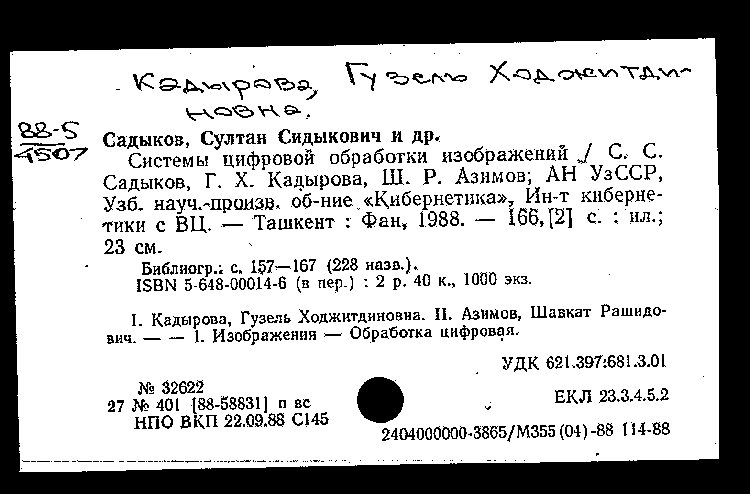 Кадырова, Гузель Ходжитди-
новна.
88-5
4507
Садыков, Султан Сидыкович и др.
Системы цифровой обработки изображений / С. С.
Садыков, Г. Х. Кадырова, Ш. Р. Азимов; АН УзССР,
Узб. науч.-произв. об-ние «Кибернетика», Ин-т киберне-
тики с ВЦ. — Ташкент : Фан, 1988. — 166,[2] с. : ил.;
23 см.
Библиогр.: с. 157—167 (228 назв.).
ISBN 5-648-00014-6 (в пер.) : 2 р. 40 к., 1000 экз.
I. Кадырова, Гузель Ходжитдиновна. II. Азимов, Шавкат Рашидо-
вич. — — 1. Изображения — Обработка цифровая.
УДК 621.397:681.3.01
№ 32622
27 № 401 [88-58831] п вс
ЕКЛ 23.3.4.5.2
НПО ВКП 22.09.88 С145
2404000000-3865/М355(04)-88 114-88